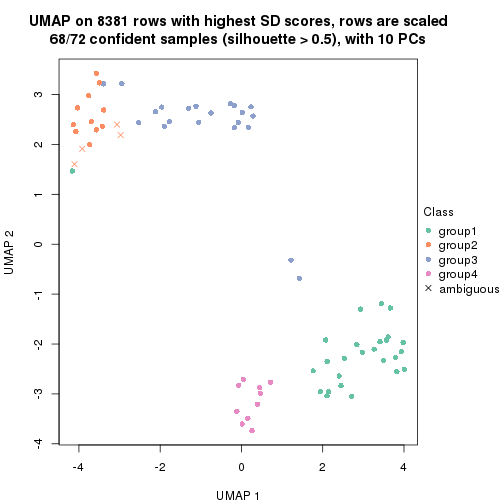 UMAP on 8381 rows with highest SD scores, rows are scaled
68/72 confident samples (silhouette > 0.5), with 10 PCs
3
2
1
0
-1
-2
-3
-4
UMAP 2
-4
-2
0
2
4
UMAP 1
Class
group1
group2
group3
group4
ambiguous